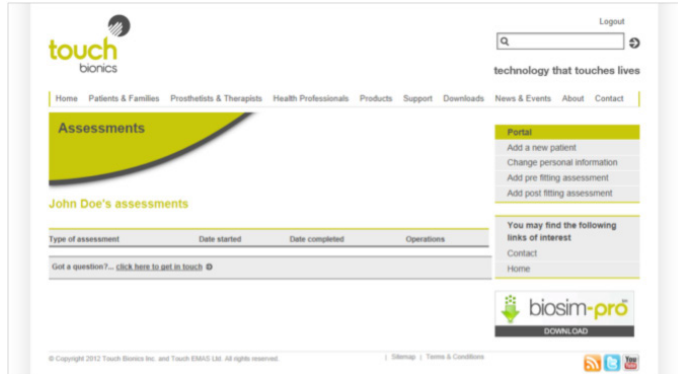 Logout
touch
bionics
technology that touches lives
Home Patients & Families Prosthetists & Therapists Health Professionals Products Support Downloads News & Events About Contact
Assessments
John Doe's assessments
Type of assessment Date started Date completed Operations
Got a question?... click here to get in touch
Portal
Add a new patient
Change personal information
Add pre fitting assessment
Add post fitting assessment
You may find the following
links of interest
Contact
Home
biosim-pro
DOWNLOAD
© Copyright 2012 Touch Bionics Inc. and Touch EMAS Ltd. All rights reserved. | Sitemap | Terms & Conditions
You Tube